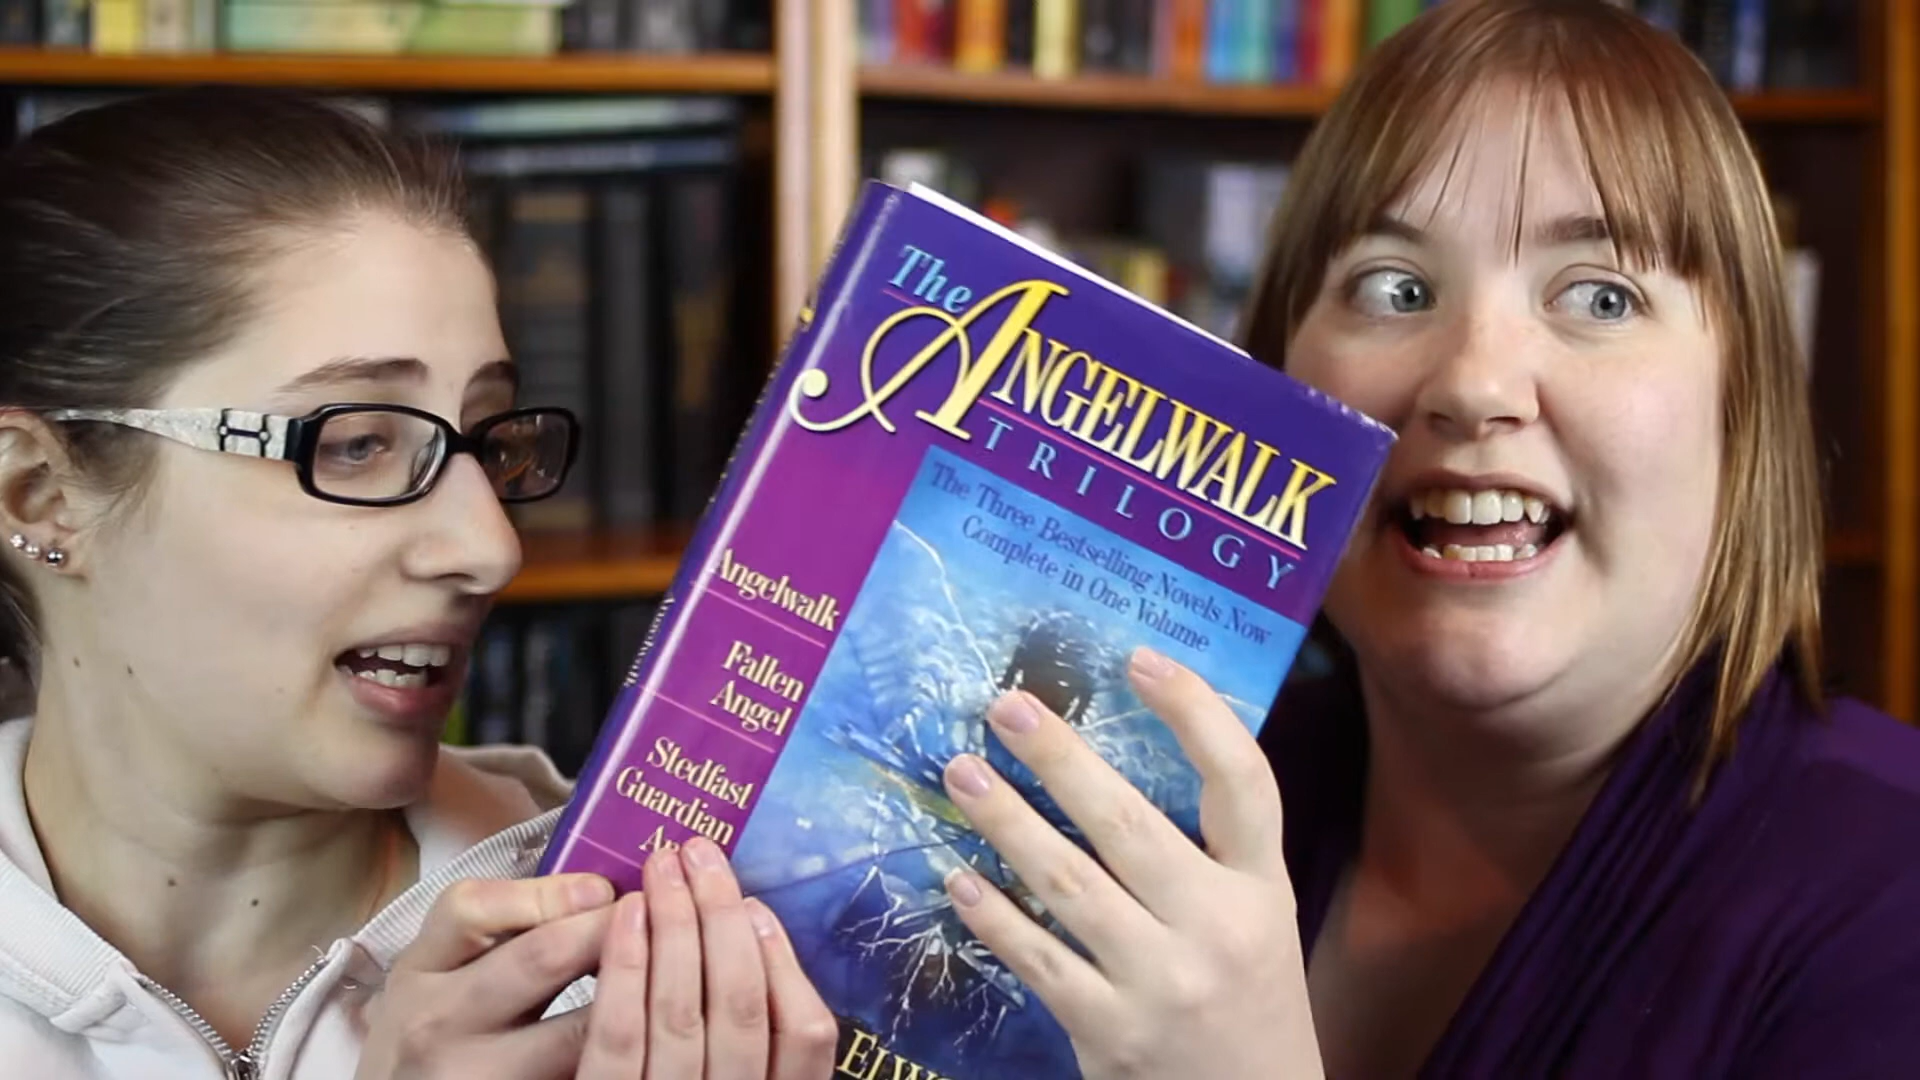 The
ANGELWALK
TRILOGY
The Three Bestselling Novels Now
Complete in One Volume
Angelwalk
Fallen
Angel
Stedfast
Guardian